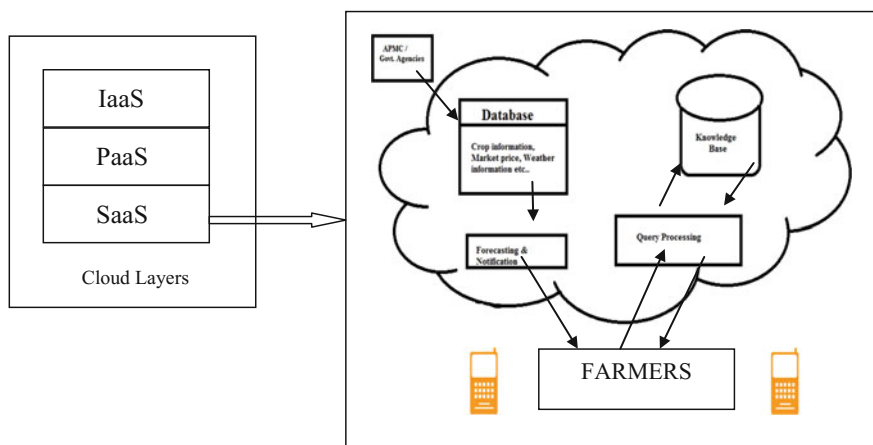 IaaS
PaaS
SaaS
Cloud Layers
APMC /
Govt. Agencies
Database
Crop information,
Market price, Weather
information etc..
Forecasting &
Notification
Knowledge
Base
Query Processing
FARMERS